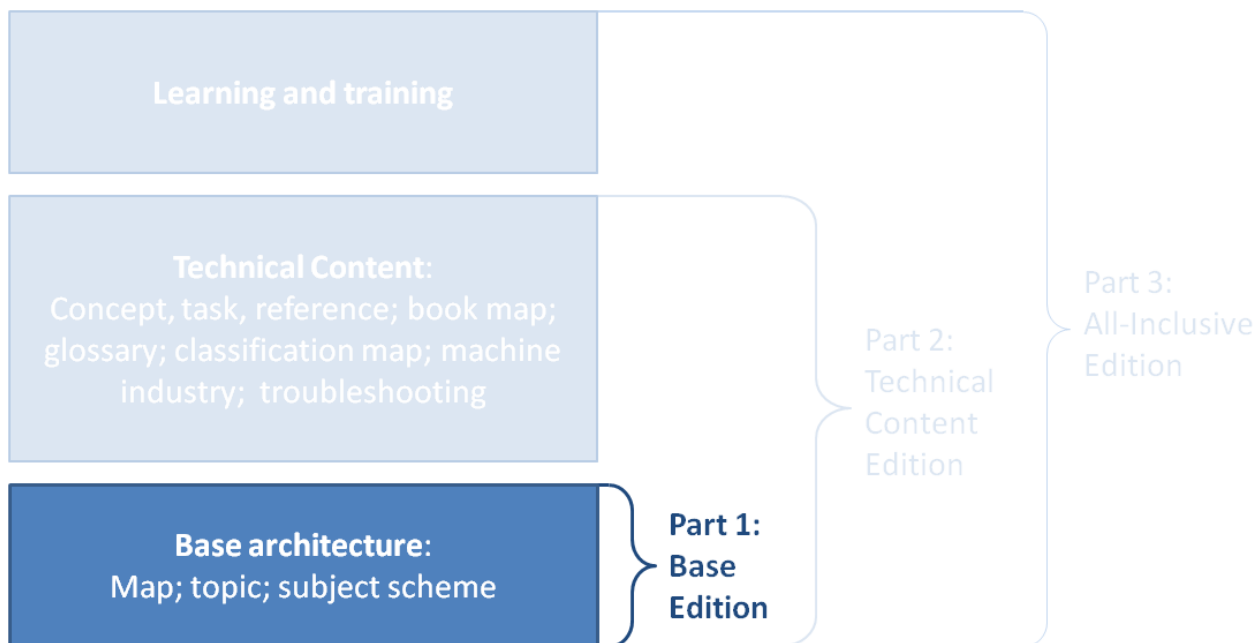 Learning and training
Technical Content:
Concept, task, reference; book map;
glossary; classification map; machine
industry;  troubleshooting
Base architecture:
Map; topic; subject scheme
Part 1:
Base
Edition
Part 2:
Technical
Content
Edition
Part 3:
All-Inclusive
Edition